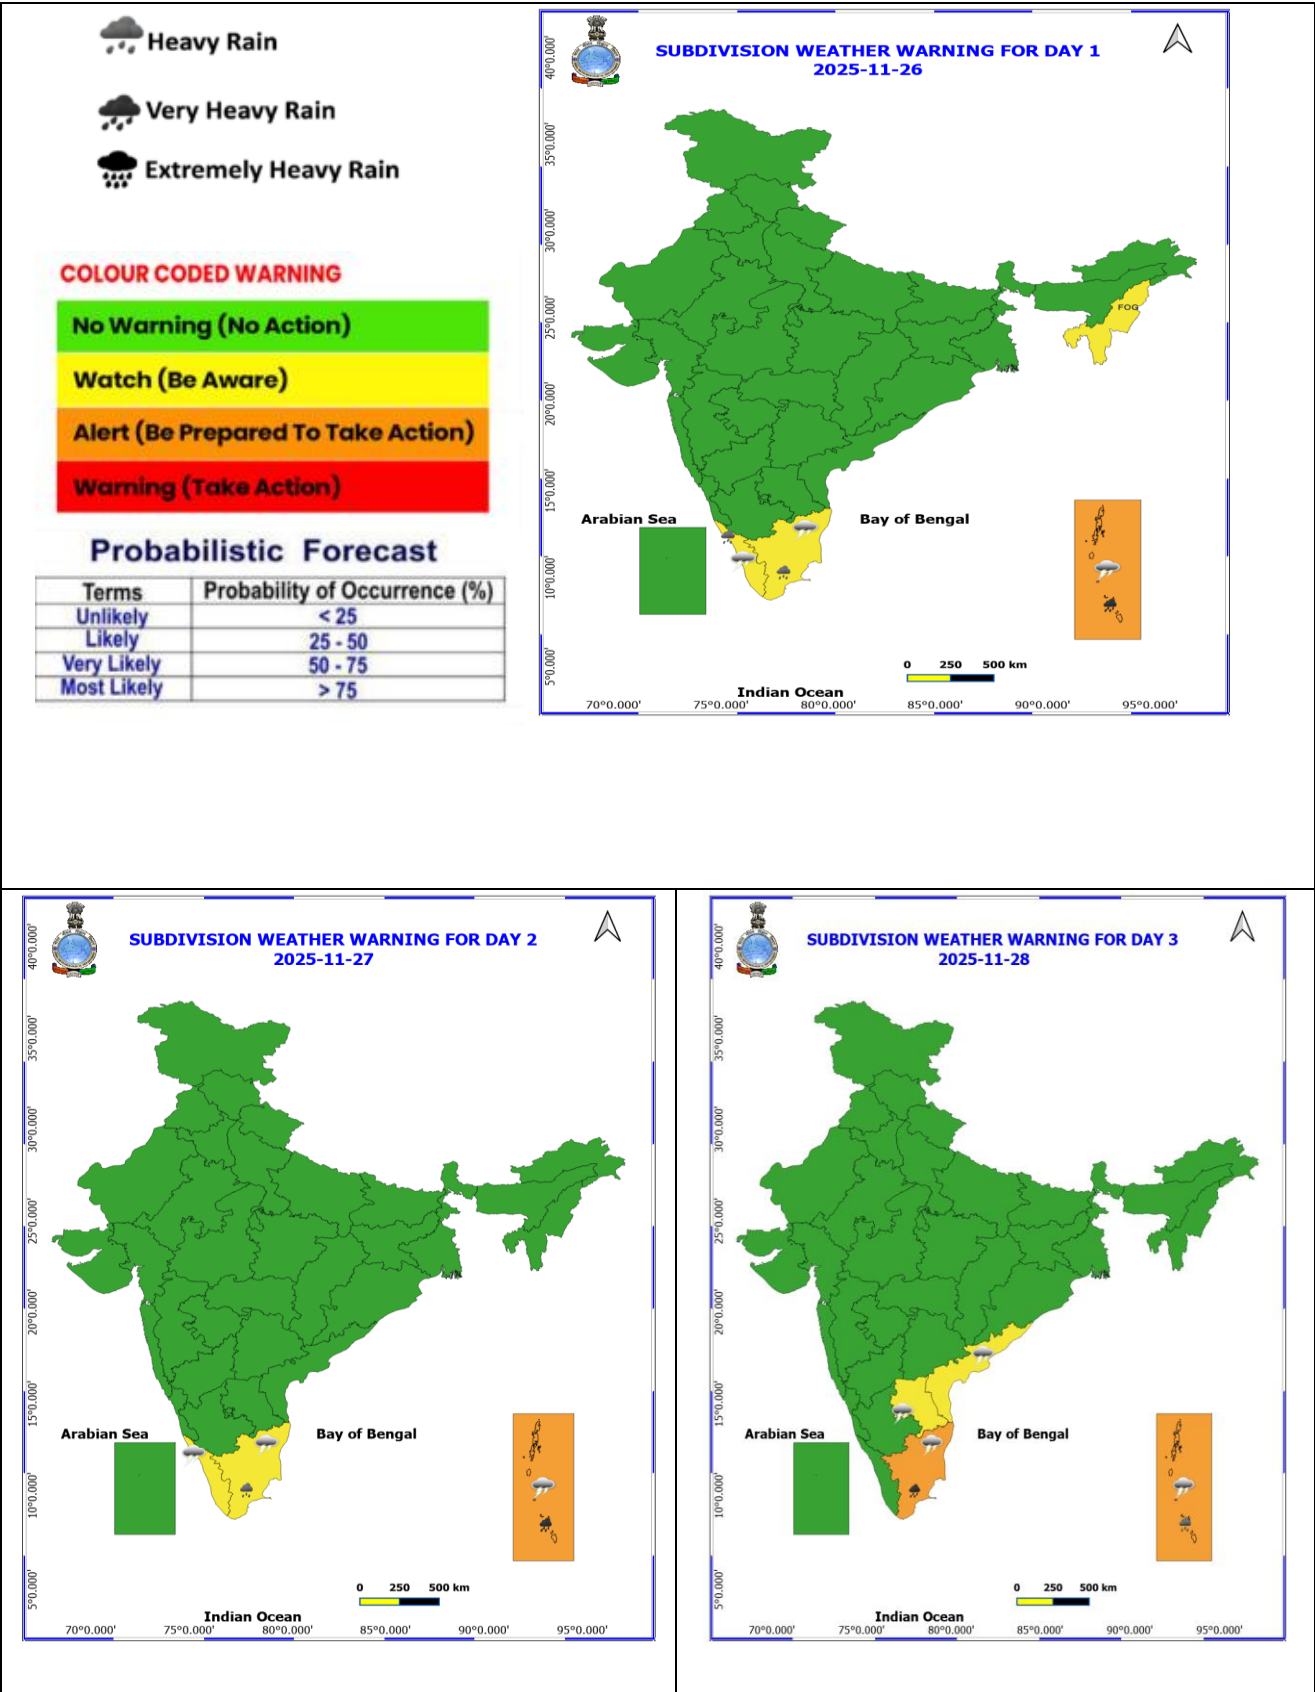 Heavy Rain
Very Heavy Rain
Extremely Heavy Rain
COLOUR CODED WARNING
No Warning (No Action)
Watch (Be Aware)
Alert (Be Prepared To Take Action)
Warning (Take Action)
Probabilistic Forecast
Terms Probability of Occurrence (%)
Unlikely < 25
Likely 25 - 50
Very Likely 50 - 75
Most Likely > 75
SUBDIVISION WEATHER WARNING FOR DAY 1
2025-11-26
40°0.000'
35°0.000'
30°0.000'
25°0.000'
20°0.000'
15°0.000'
10°0.000'
5°0.000'
FOG
Arabian Sea
Bay of Bengal
0 250 500 km
Indian Ocean
70°0.000' 75°0.000' 80°0.000' 85°0.000' 90°0.000' 95°0.000'
SUBDIVISION WEATHER WARNING FOR DAY 2
2025-11-27
40°0.000'
35°0.000'
30°0.000'
25°0.000'
20°0.000'
15°0.000'
10°0.000'
5°0.000'
Arabian Sea
Bay of Bengal
0 250 500 km
Indian Ocean
70°0.000' 75°0.000' 80°0.000' 85°0.000' 90°0.000' 95°0.000'
SUBDIVISION WEATHER WARNING FOR DAY 3
2025-11-28
40°0.000'
35°0.000'
30°0.000'
25°0.000'
20°0.000'
15°0.000'
10°0.000'
5°0.000'
Arabian Sea
Bay of Bengal
0 250 500 km
Indian Ocean
70°0.000' 75°0.000' 80°0.000' 85°0.000' 90°0.000' 95°0.000'